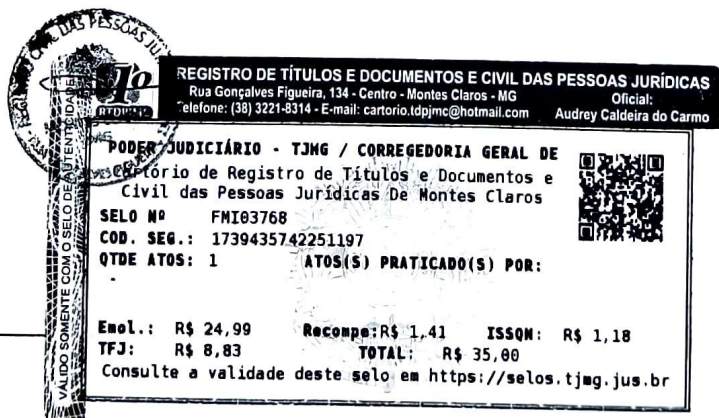 REGISTRO DE TÍTULOS E DOCUMENTOS E CIVIL DAS PESSOAS JURÍDICAS
Rua Gonçalves Figueira, 134 - Centro - Montes Claros - MG
Oficial:
Telefone: (38) 3221-8314 - E-mail: cartorio.tdpjmc@hotmail.com
Audrey Caldeira do Carmo
RTDPJMC
PODER JUDICIÁRIO - TJMG / CORREGEDORIA GERAL DE
Cartório de Registro de Títulos e Documentos e
Civil das Pessoas Jurídicas De Montes Claros
SELO Nº FMI03768
COD. SEG.: 1739435742251197
QTDE ATOS: 1 ATOS(S) PRATICADO(S) POR:
-
Emol.: R$ 24,99 Recompe: R$ 1,41 ISSQN: R$ 1,18
TFJ: R$ 8,83 TOTAL: R$ 35,00
Consulte a validade deste selo em https://selos.tjmg.jus.br
VÁLIDO SOMENTE COM O SELO DE AUTENTICIDADE